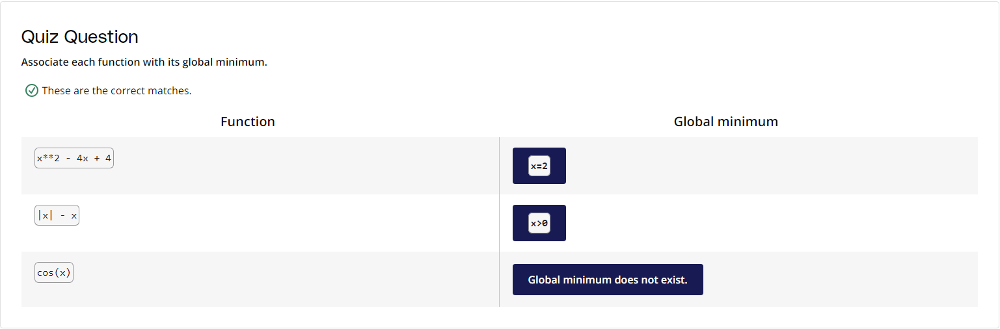 Quiz Question
Associate each function with its global minimum.
These are the correct matches.
Function Global minimum
x**2 - 4x + 4 x=2
|x| - x x>0
cos(x) Global minimum does not exist.